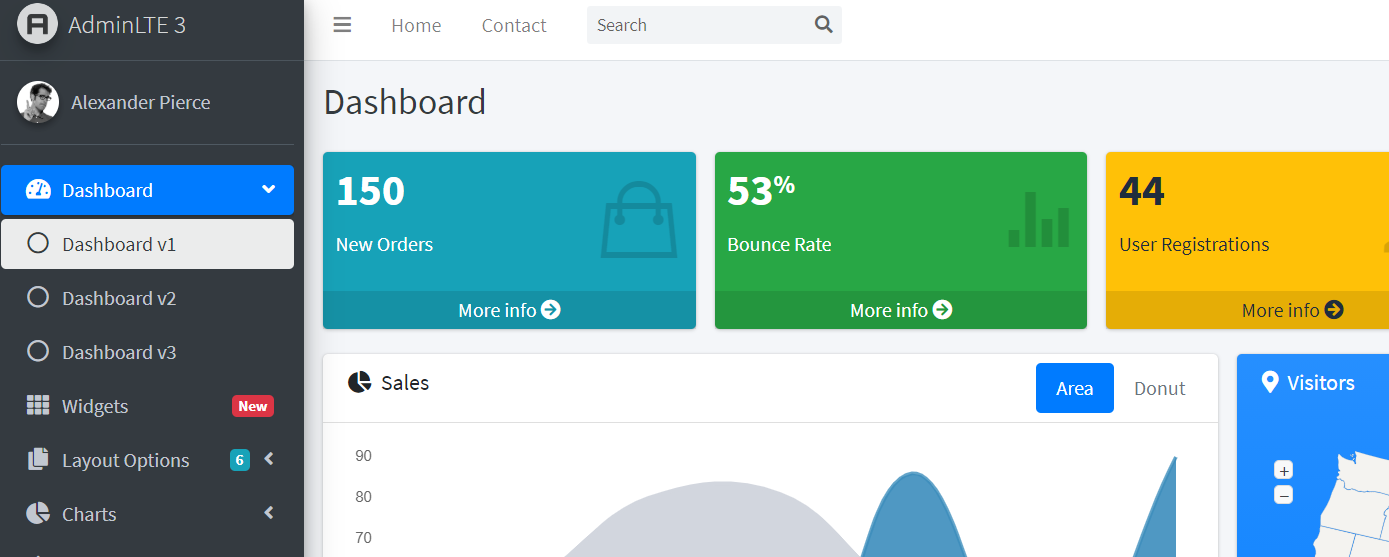 AdminLTE 3
Alexander Pierce
Dashboard
Dashboard v1
Dashboard v2
Dashboard v3
Widgets New
Layout Options 6
Charts
Home Contact Search
Dashboard
150
New Orders
More info
53%
Bounce Rate
More info
44
User Registrations
More info
Sales
Area Donut
90
80
70
Visitors
+
−